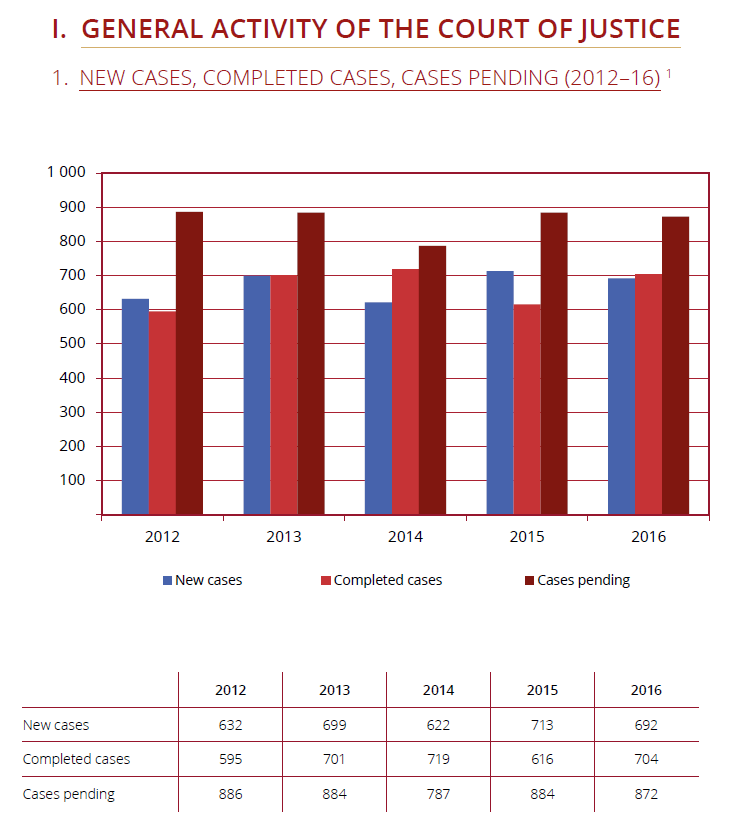 I. GENERAL ACTIVITY OF THE COURT OF JUSTICE
1. NEW CASES, COMPLETED CASES, CASES PENDING (2012–16) ¹
1 000
900
800
700
600
500
400
300
200
100
2012 2013 2014 2015 2016
New cases Completed cases Cases pending
2012 2013 2014 2015 2016
New cases 632 699 622 713 692
Completed cases 595 701 719 616 704
Cases pending 886 884 787 884 872